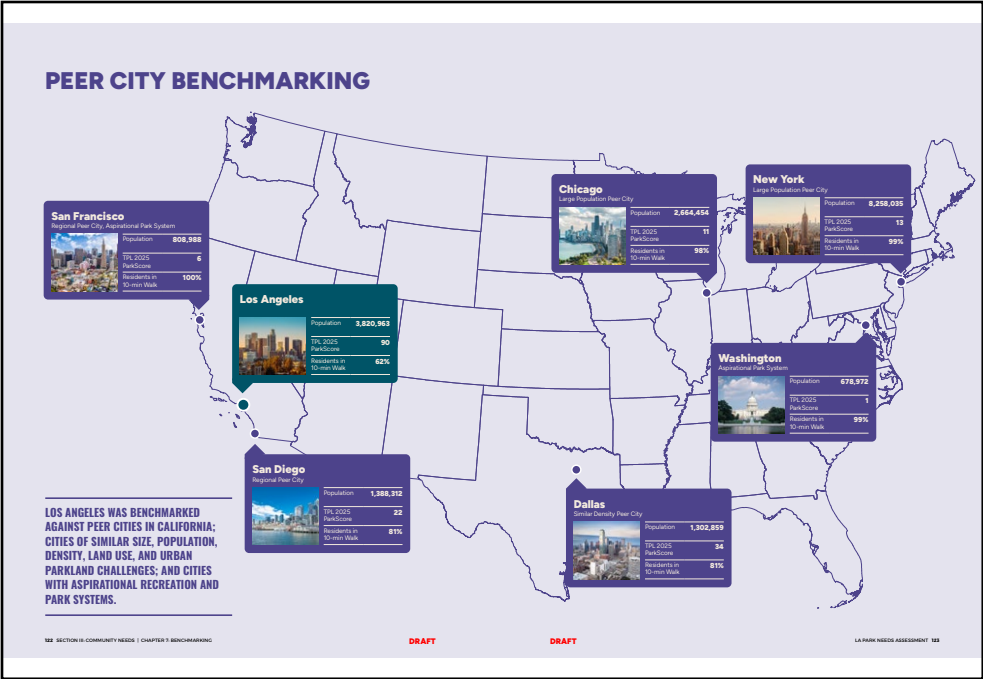 PEER CITY BENCHMARKING
San Francisco
Regional Peer City, Aspirational Park System
Population 808,988
TPL 2025
ParkScore 6
Residents in
10-min Walk 100%
Los Angeles
Population 3,820,963
TPL 2025
ParkScore 90
Residents in
10-min Walk 62%
San Diego
Regional Peer City
Population 1,388,312
TPL 2025
ParkScore 22
Residents in
10-min Walk 81%
Chicago
Large Population Peer City
Population 2,664,454
TPL 2025
ParkScore 11
Residents in
10-min Walk 98%
New York
Large Population Peer City
Population 8,258,035
TPL 2025
ParkScore 13
Residents in
10-min Walk 99%
Washington
Aspirational Park System
Population 678,972
TPL 2025
ParkScore 1
Residents in
10-min Walk 99%
Dallas
Similar Density Peer City
Population 1,302,859
TPL 2025
ParkScore 34
Residents in
10-min Walk 81%
LOS ANGELES WAS BENCHMARKED
AGAINST PEER CITIES IN CALIFORNIA;
CITIES OF SIMILAR SIZE, POPULATION,
DENSITY, LAND USE, AND URBAN
PARKLAND CHALLENGES; AND CITIES
WITH ASPIRATIONAL RECREATION AND
PARK SYSTEMS.
122 SECTION III: COMMUNITY NEEDS | CHAPTER 7: BENCHMARKING
DRAFT
DRAFT
LA PARK NEEDS ASSESSMENT 123